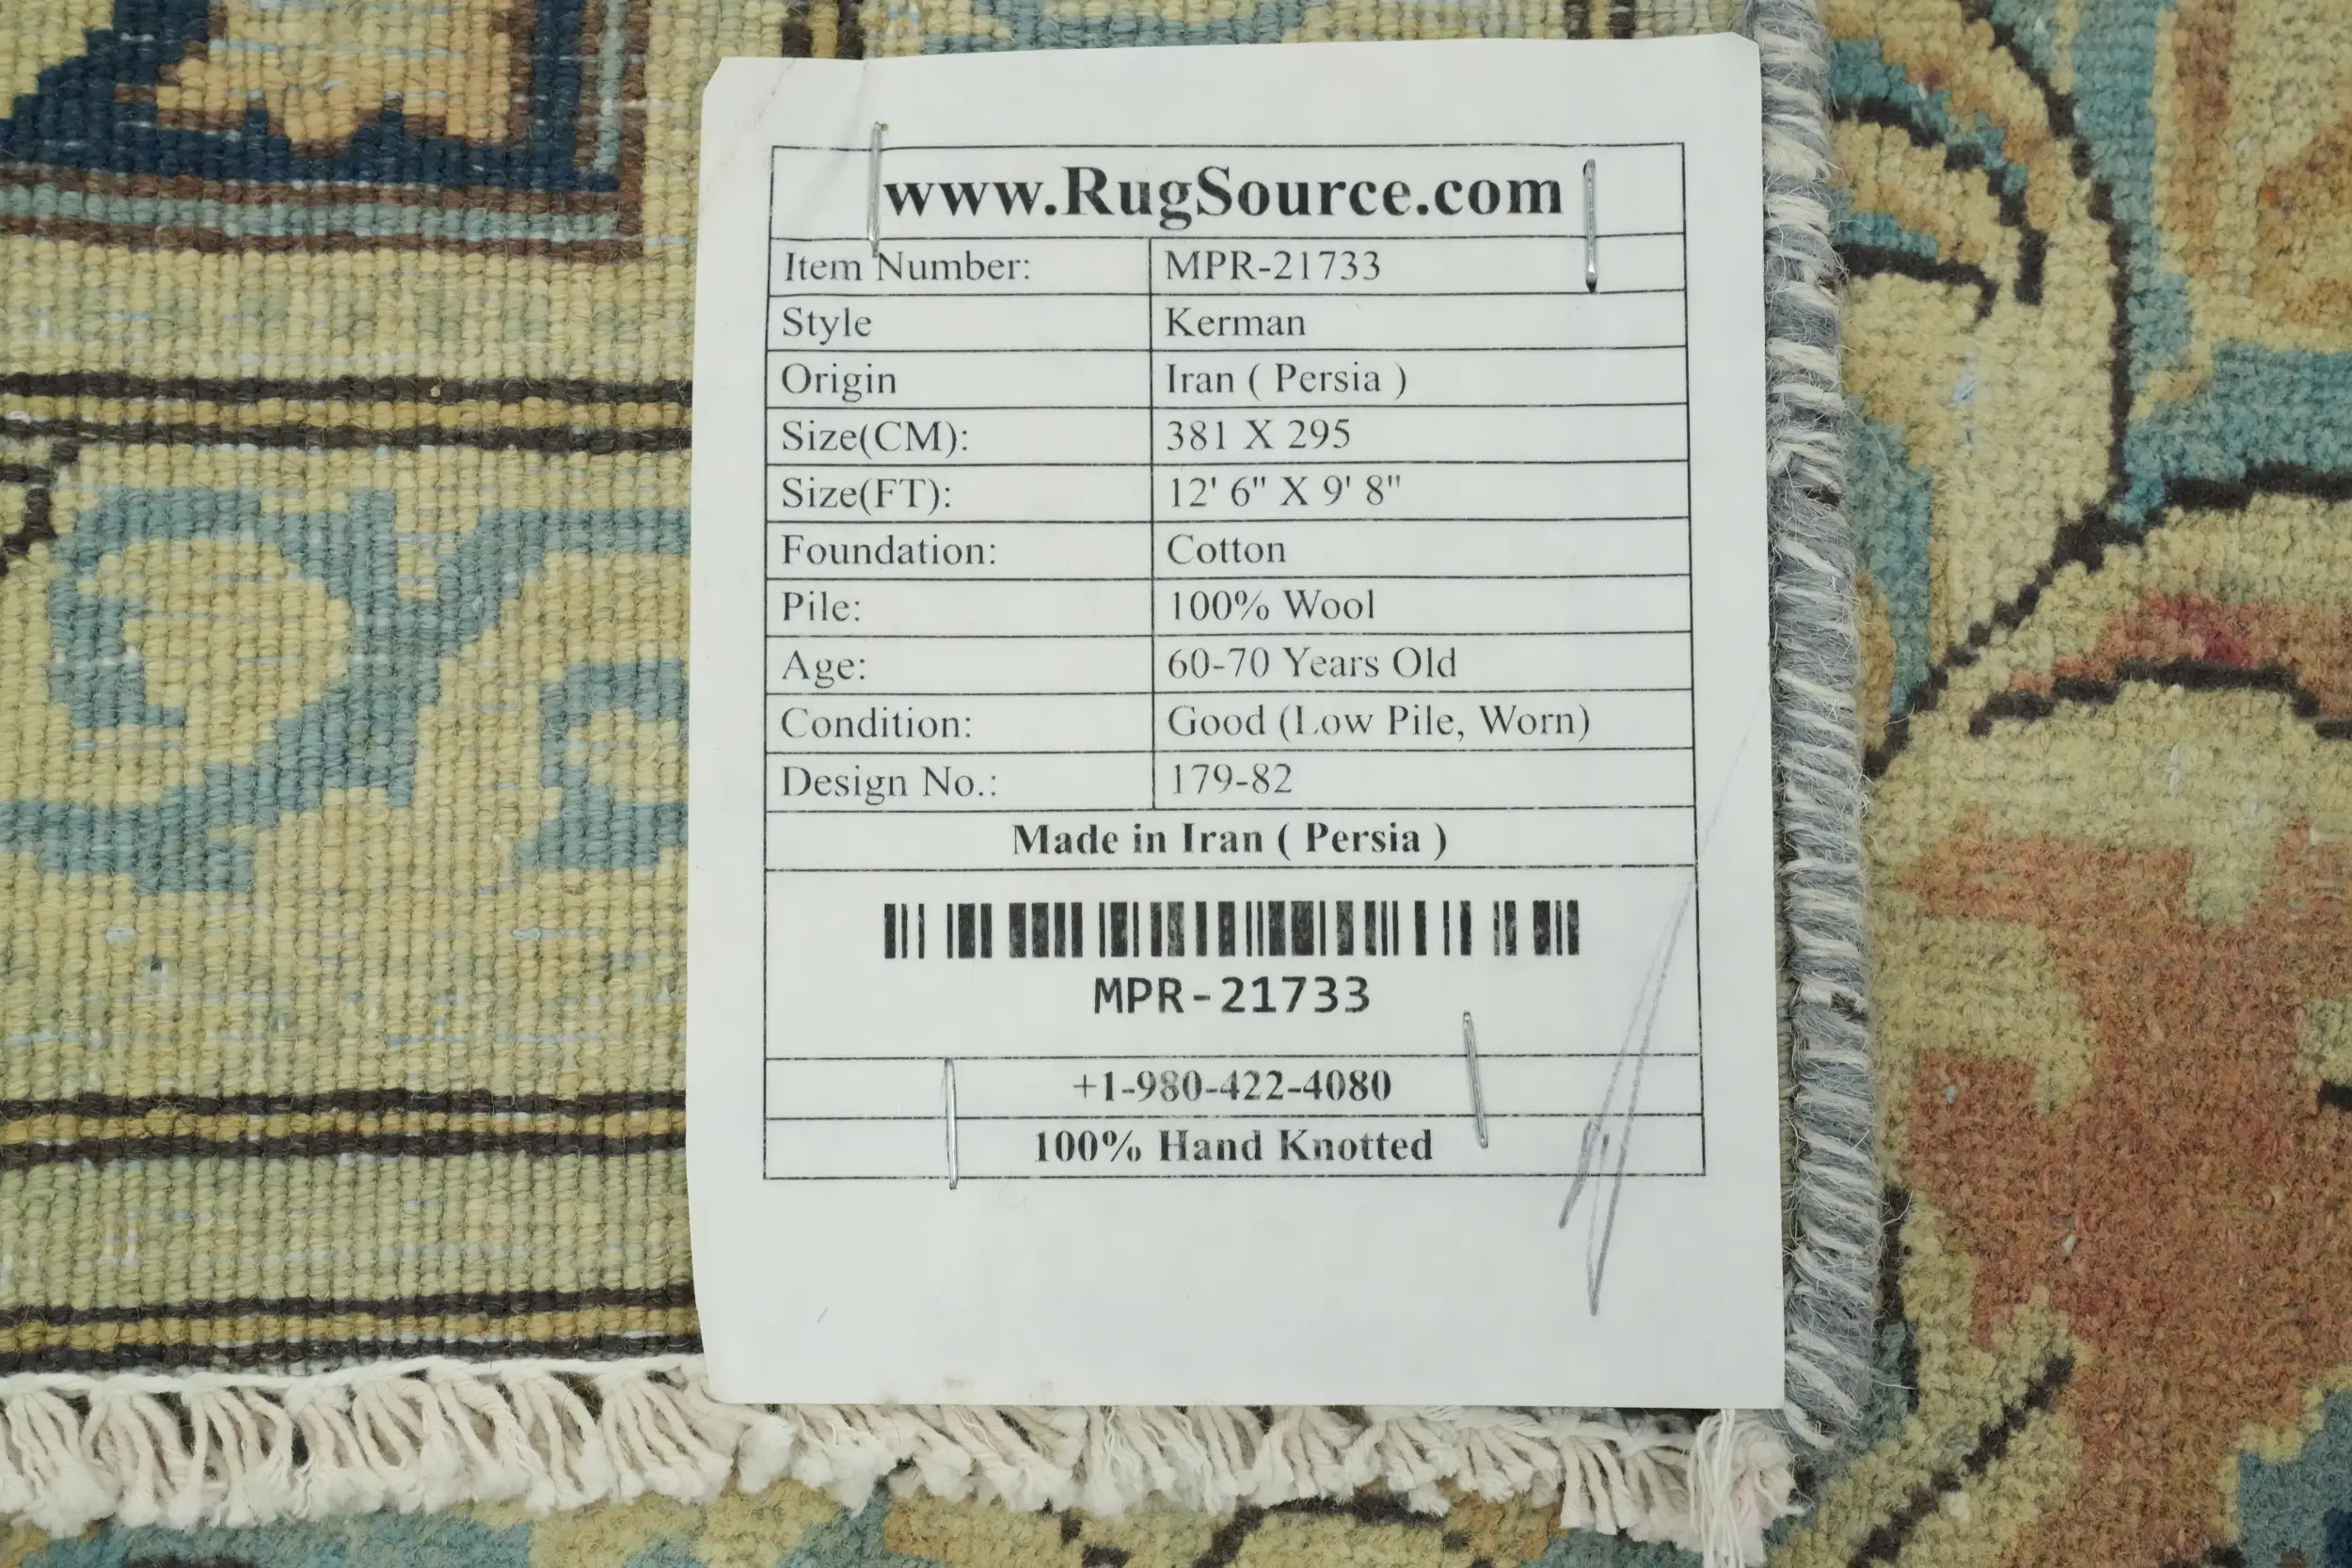 www.RugSource.com
Item Number: MPR-21733
Style Kerman
Origin Iran ( Persia )
Size(CM): 381 X 295
Size(FT): 12' 6" X 9' 8"
Foundation: Cotton
Pile: 100% Wool
Age: 60-70 Years Old
Condition: Good (Low Pile, Worn)
Design No.: 179-82
Made in Iran ( Persia )
MPR-21733
+1-980-422-4080
100% Hand Knotted